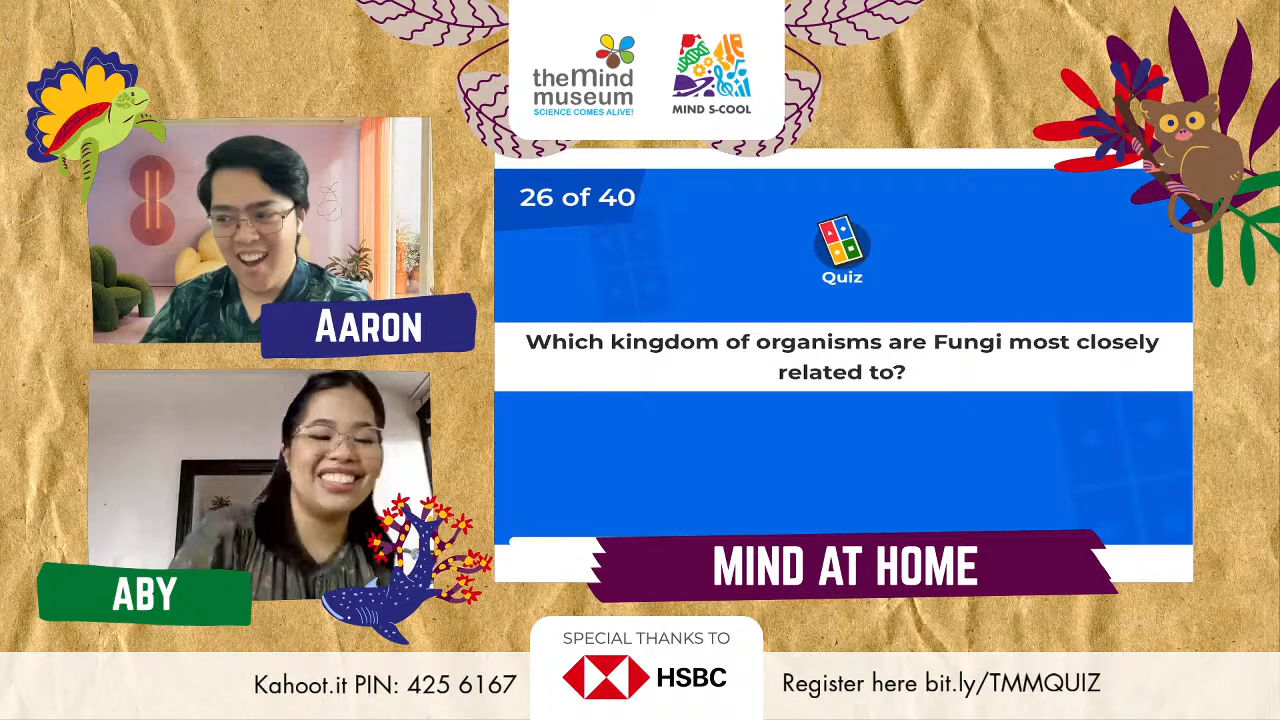 themind
museum
SCIENCE COMES ALIVE!
MIND S-COOL
26 of 40
Quiz
Which kingdom of organisms are Fungi most closely
related to?
AARON
ABY
MIND AT HOME
SPECIAL THANKS TO
HSBC
Kahoot.it PIN: 425 6167
Register here bit.ly/TMMQUIZ